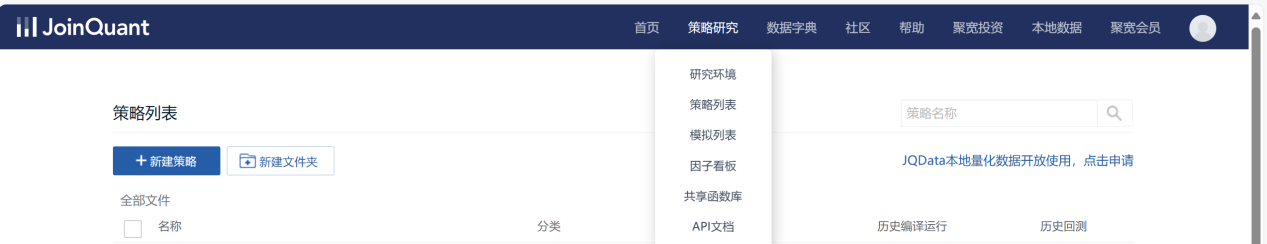 JoinQuant 首页 策略研究 数据字典 社区 帮助 聚宽投资 本地数据 聚宽会员
研究环境
策略列表
模拟列表
因子看板
共享函数库
API文档
策略列表 策略名称
新建策略 新建文件夹 JQData本地量化数据开放使用，点击申请
全部文件
名称 分类 历史编译运行 历史回测